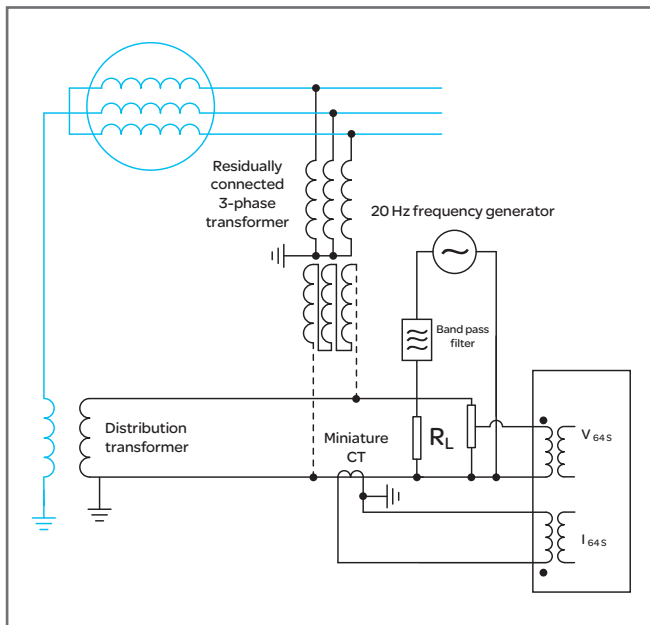 Residually
connected
3-phase
transformer
20 Hz frequency generator
Band pass
filter
Distribution
transformer
Miniature
CT
RL
V64S
I64S